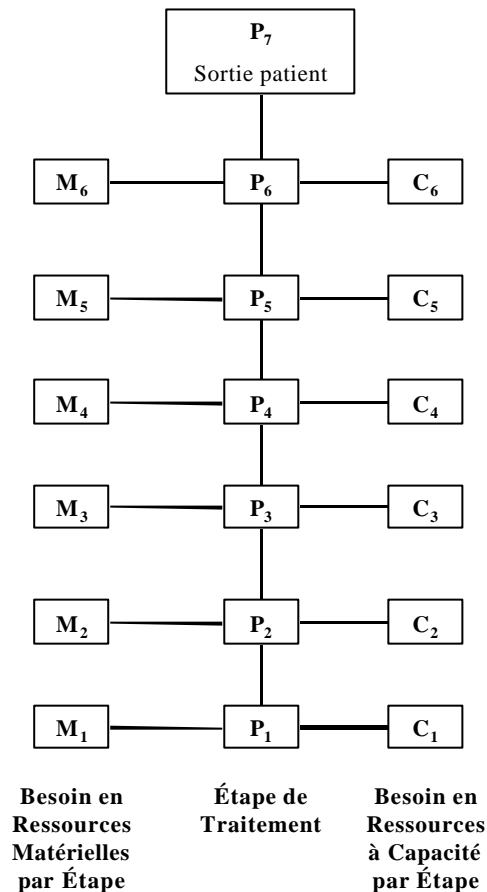 P7
Sortie patient
M6 P6 C6
M5 P5 C5
M4 P4 C4
M3 P3 C3
M2 P2 C2
M1 P1 C1
Besoin en
Ressources
Matérielles
par Étape
Étape de
Traitement
Besoin en
Ressources
à Capacité
par Étape